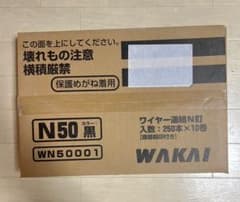 この面を上にしてください。
壊れもの注意
横積厳禁
保護めがね着用
N50 カラー 黒
WN50001
ワイヤー連結N釘
入数：250本×10巻
WAKAI